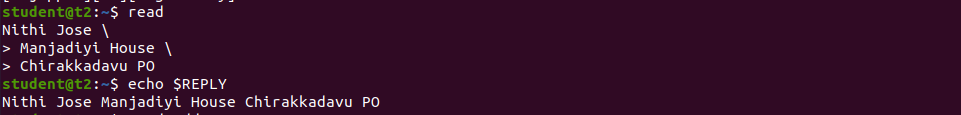 student@t2:~$ read
Nithi Jose \
> Manjadiyi House \
> Chirakkadavu PO
student@t2:~$ echo $REPLY
Nithi Jose Manjadiyi House Chirakkadavu PO